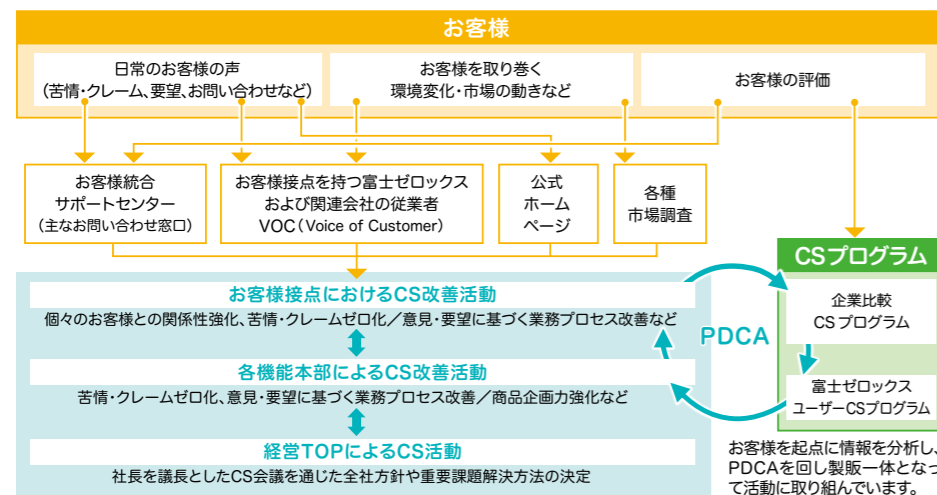 お客様
日常のお客様の声
(苦情・クレーム、要望、お問い合わせなど)
お客様を取り巻く
環境変化・市場の動きなど
お客様の評価
お客様統合
サポートセンター
(主なお問い合わせ窓口)
お客様接点を持つ富士ゼロックス
および関連会社の従業者
VOC(Voice of Customer)
公式
ホーム
ページ
各種
市場調査
CSプログラム
企業比較
CS プログラム
富士ゼロックス
ユーザーCSプログラム
PDCA
お客様接点におけるCS改善活動
個々のお客様との関係性強化、苦情・クレームゼロ化／意見・要望に基づく業務プロセス改善など
各機能本部によるCS改善活動
苦情・クレームゼロ化、意見・要望に基づく業務プロセス改善／商品企画力強化など
経営TOPによるCS活動
社長を議長としたCS会議を通じた全社方針や重要課題解決方法の決定
お客様を起点に情報を分析し、
PDCAを回し製販一体となっ
て活動に取り組んでいます。